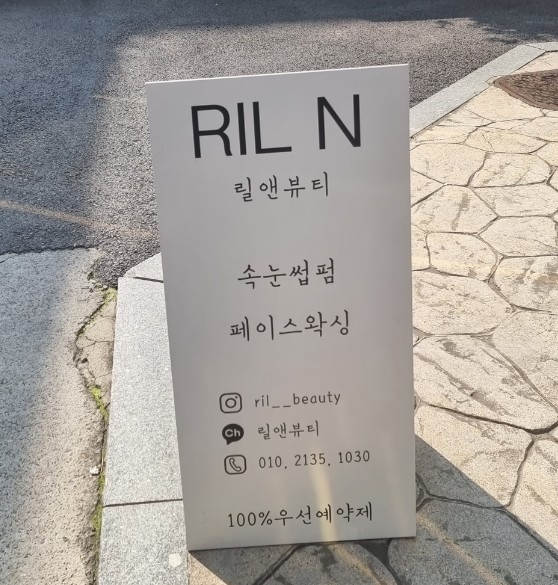 RIL N
릴앤뷰티
속눈썹펌
페이스왁싱
ril__beauty
Ch 릴앤뷰티
010. 2135. 1030
100%우선예약제